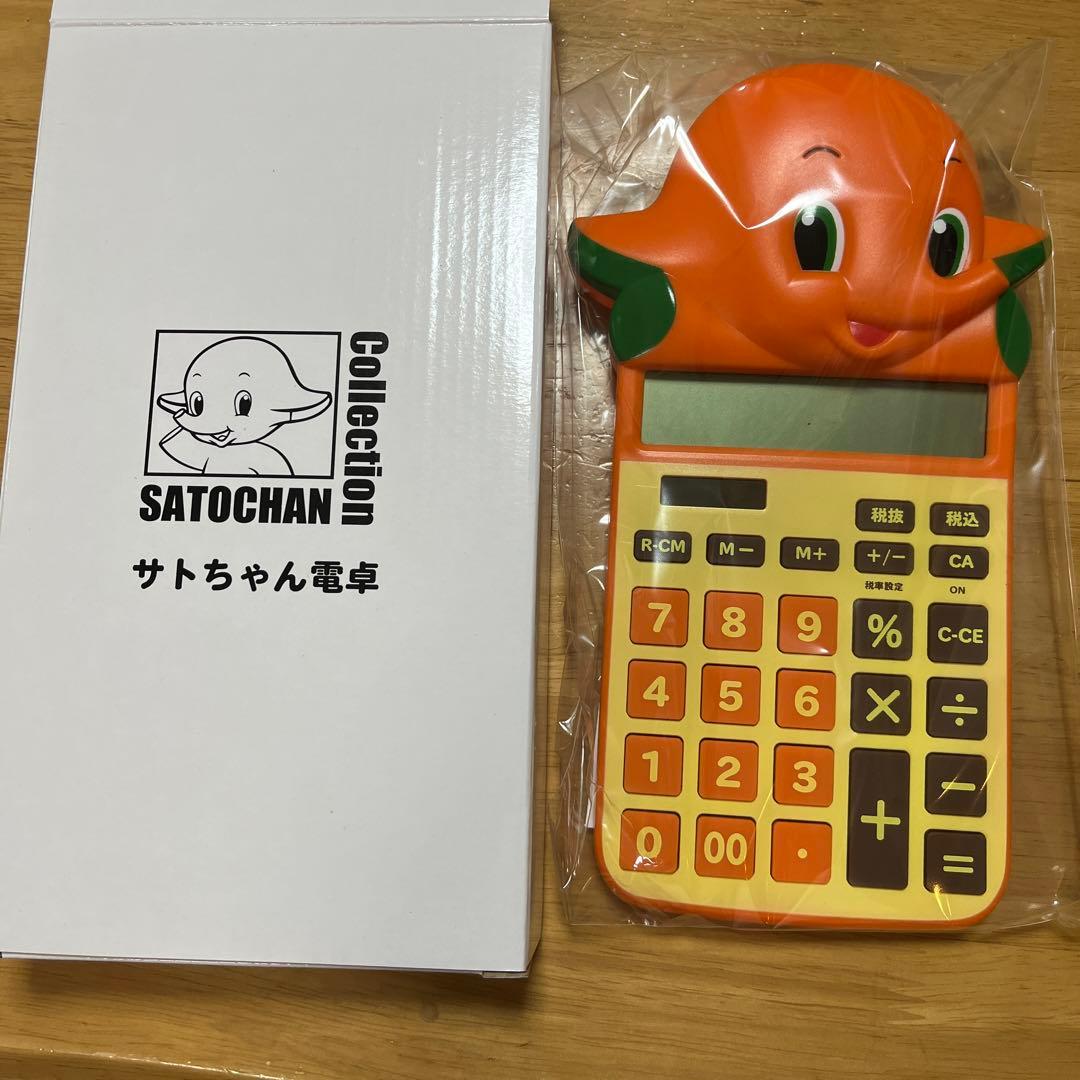 Collection
SATOCHAN
サトちゃん電卓
税抜 税込
R-CM M− M+ +/− CA
税率設定 ON
7 8 9 % C-CE
4 5 6 × ÷
1 2 3 + −
0 00 . =